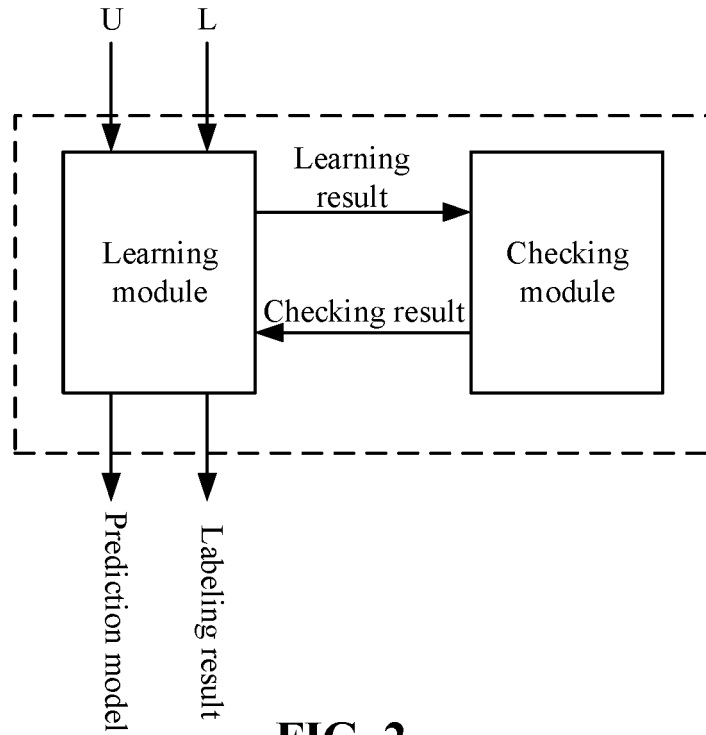 U L
Learning
result
Learning
module
Checking
module
Checking result
Prediction model
Labeling result
FIG. 2